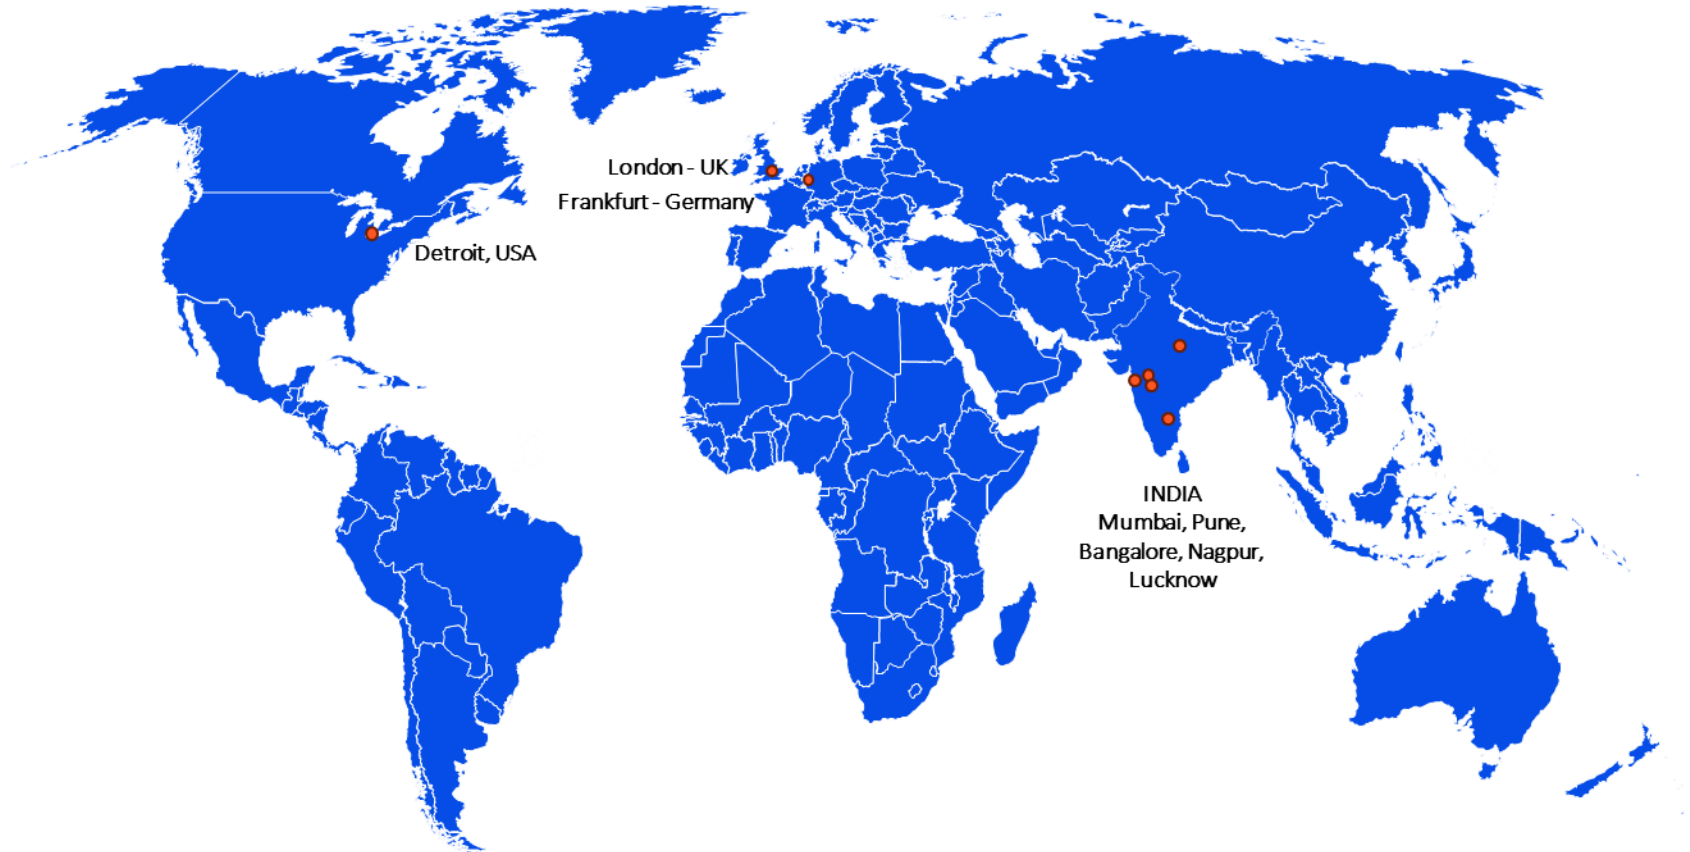 London - UK
Frankfurt - Germany
Detroit, USA
INDIA
Mumbai, Pune,
Bangalore, Nagpur,
Lucknow